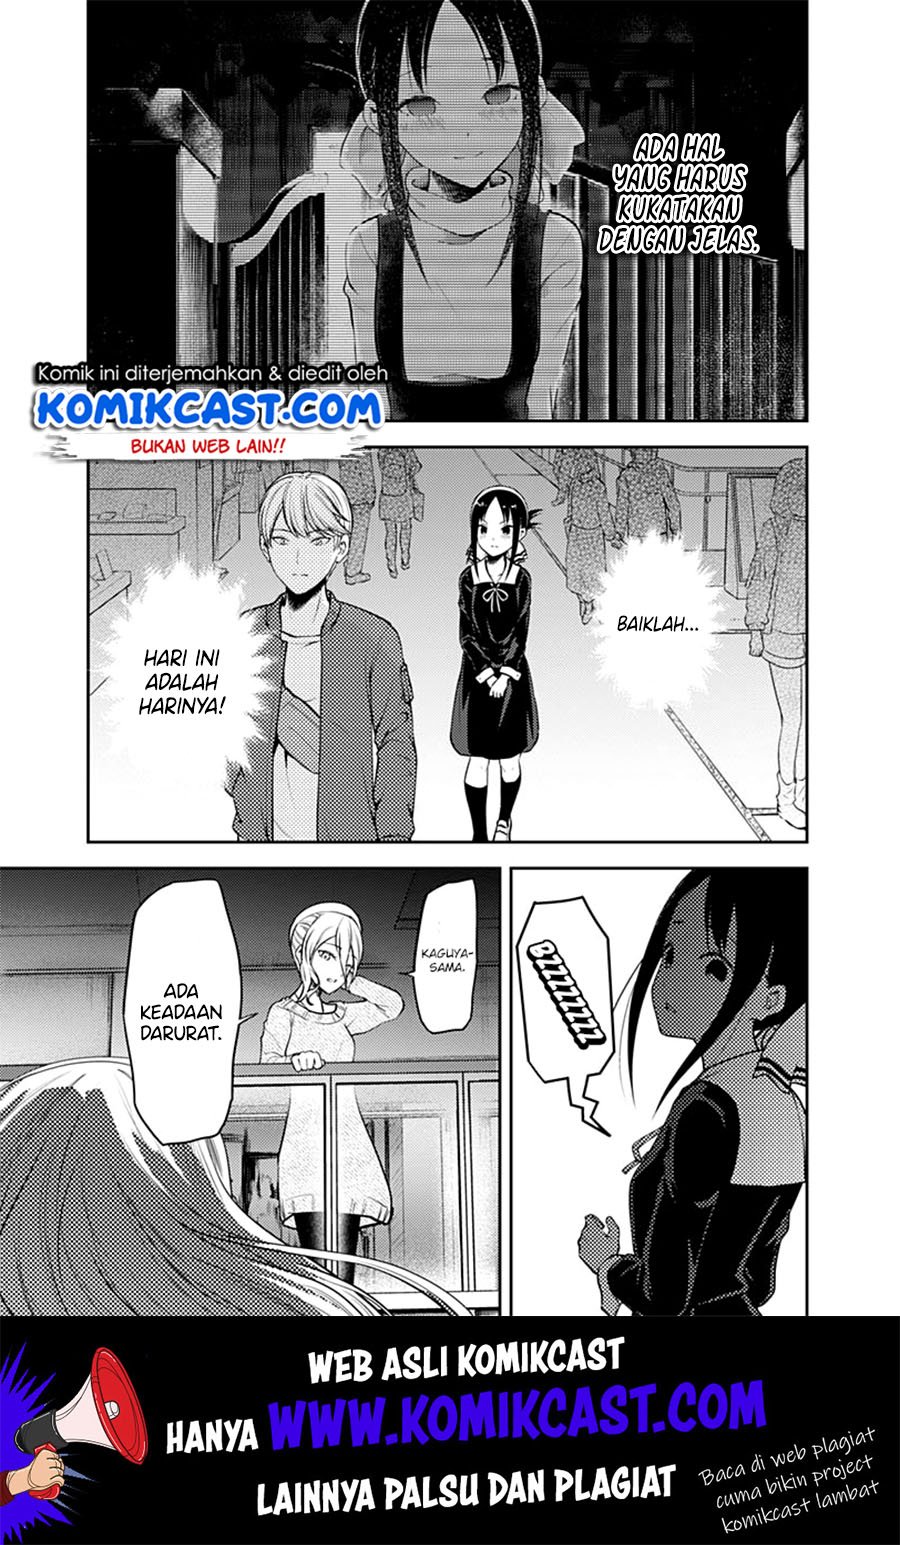 ADA HAL
YANG HARUS
KUKATAKAN
DENGAN JELAS.
Komik ini diterjemahkan & diedit oleh
KOMIKCAST.COM
BUKAN WEB LAIN!!
BAIKLAH...
HARI INI
ADALAH
HARINYA!
BZZZZZZZ
KAGUYA-
SAMA.
ADA
KEADAAN
DARURAT.
WEB ASLI KOMIKCAST
HANYA WWW.KOMIKCAST.COM
LAINNYA PALSU DAN PLAGIAT
Baca di web plagiat
cuma bikin project
komikcast lambat